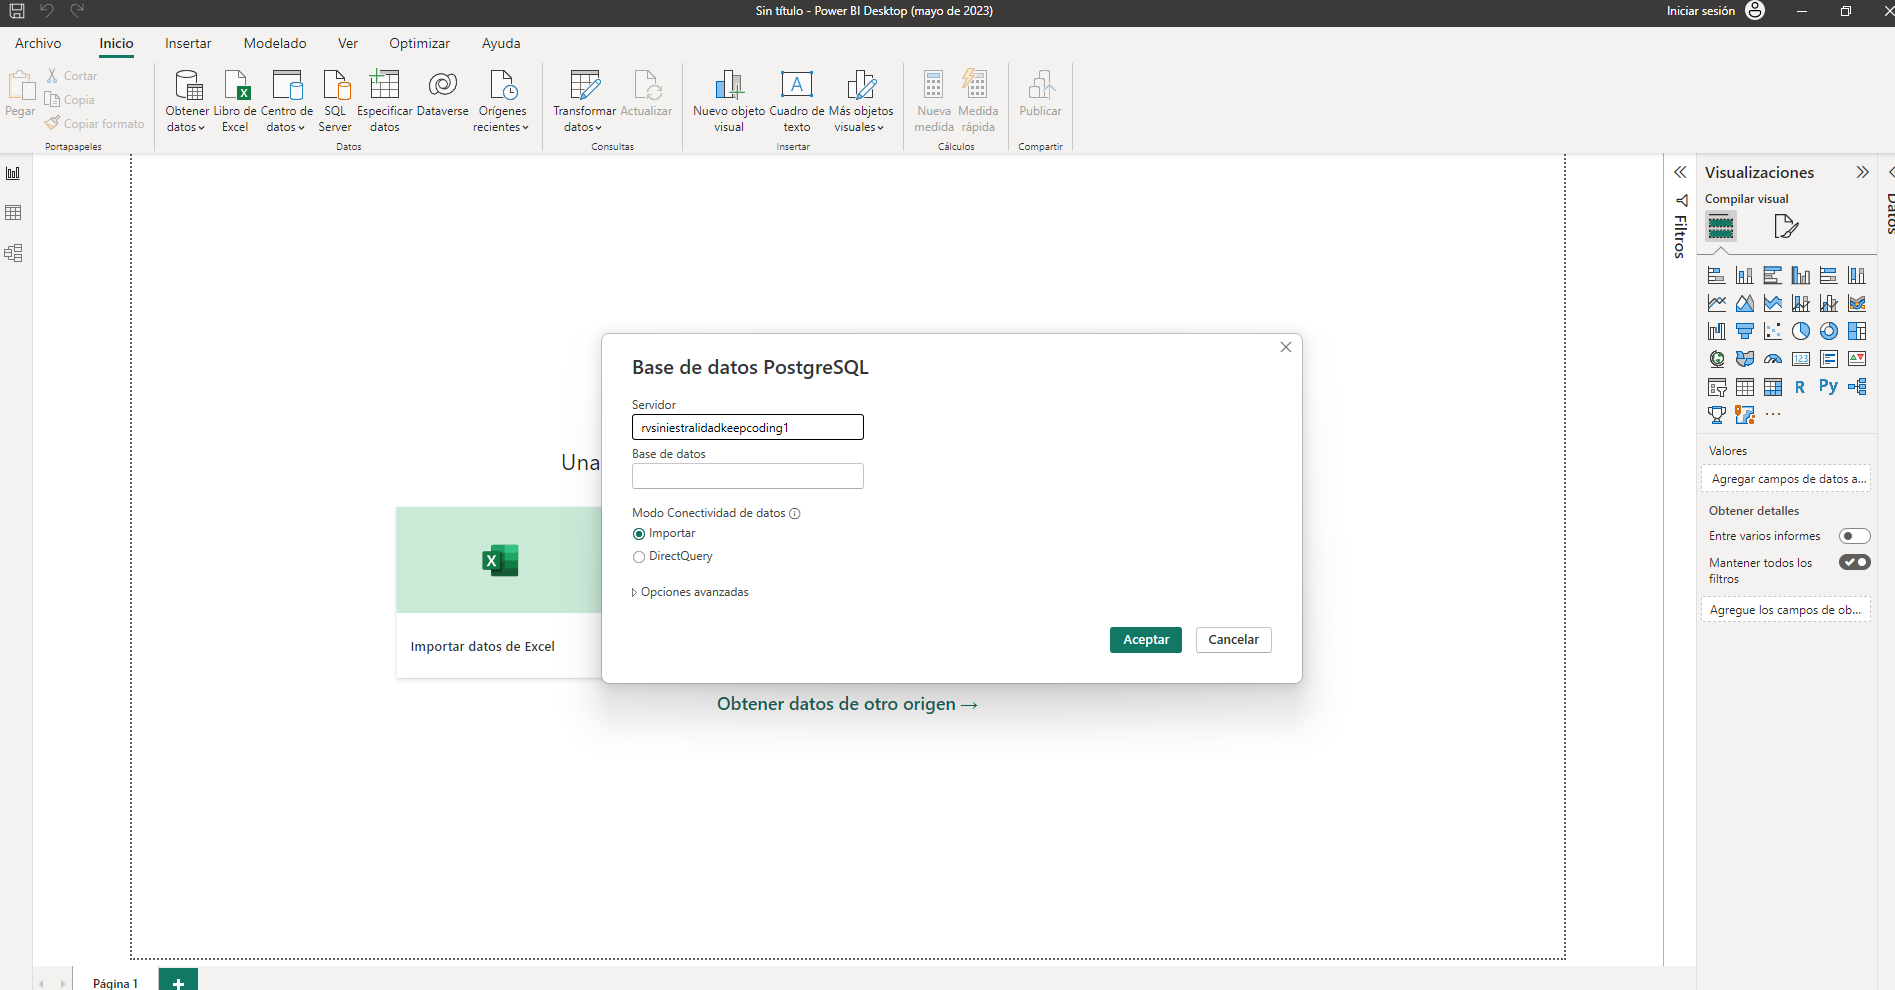 Sin título - Power BI Desktop (mayo de 2023)
Iniciar sesión
Archivo
Inicio
Insertar
Modelado
Ver
Optimizar
Ayuda
Pegar
Cortar
Copia
Copiar formato
Portapapeles
Obtener
datos
Libro de
Excel
Centro de
datos
SQL
Server
Especificar
datos
Dataverse
Orígenes
recientes
Datos
Transformar
datos
Actualizar
Consultas
Nuevo objeto
visual
Cuadro de
texto
Más objetos
visuales
Insertar
Nueva
medida
Medida
rápida
Cálculos
Publicar
Compartir
Una
Importar datos de Excel
Obtener datos de otro origen →
Base de datos PostgreSQL
Servidor
rvsiniestralidadkeepcoding1
Base de datos
Modo Conectividad de datos
Importar
DirectQuery
Opciones avanzadas
Aceptar
Cancelar
Filtros
Visualizaciones
Compilar visual
123
R
Py
...
Valores
Agregar campos de datos a...
Obtener detalles
Entre varios informes
Mantener todos los
filtros
Agregue los campos de ob...
Datos
Página 1
+